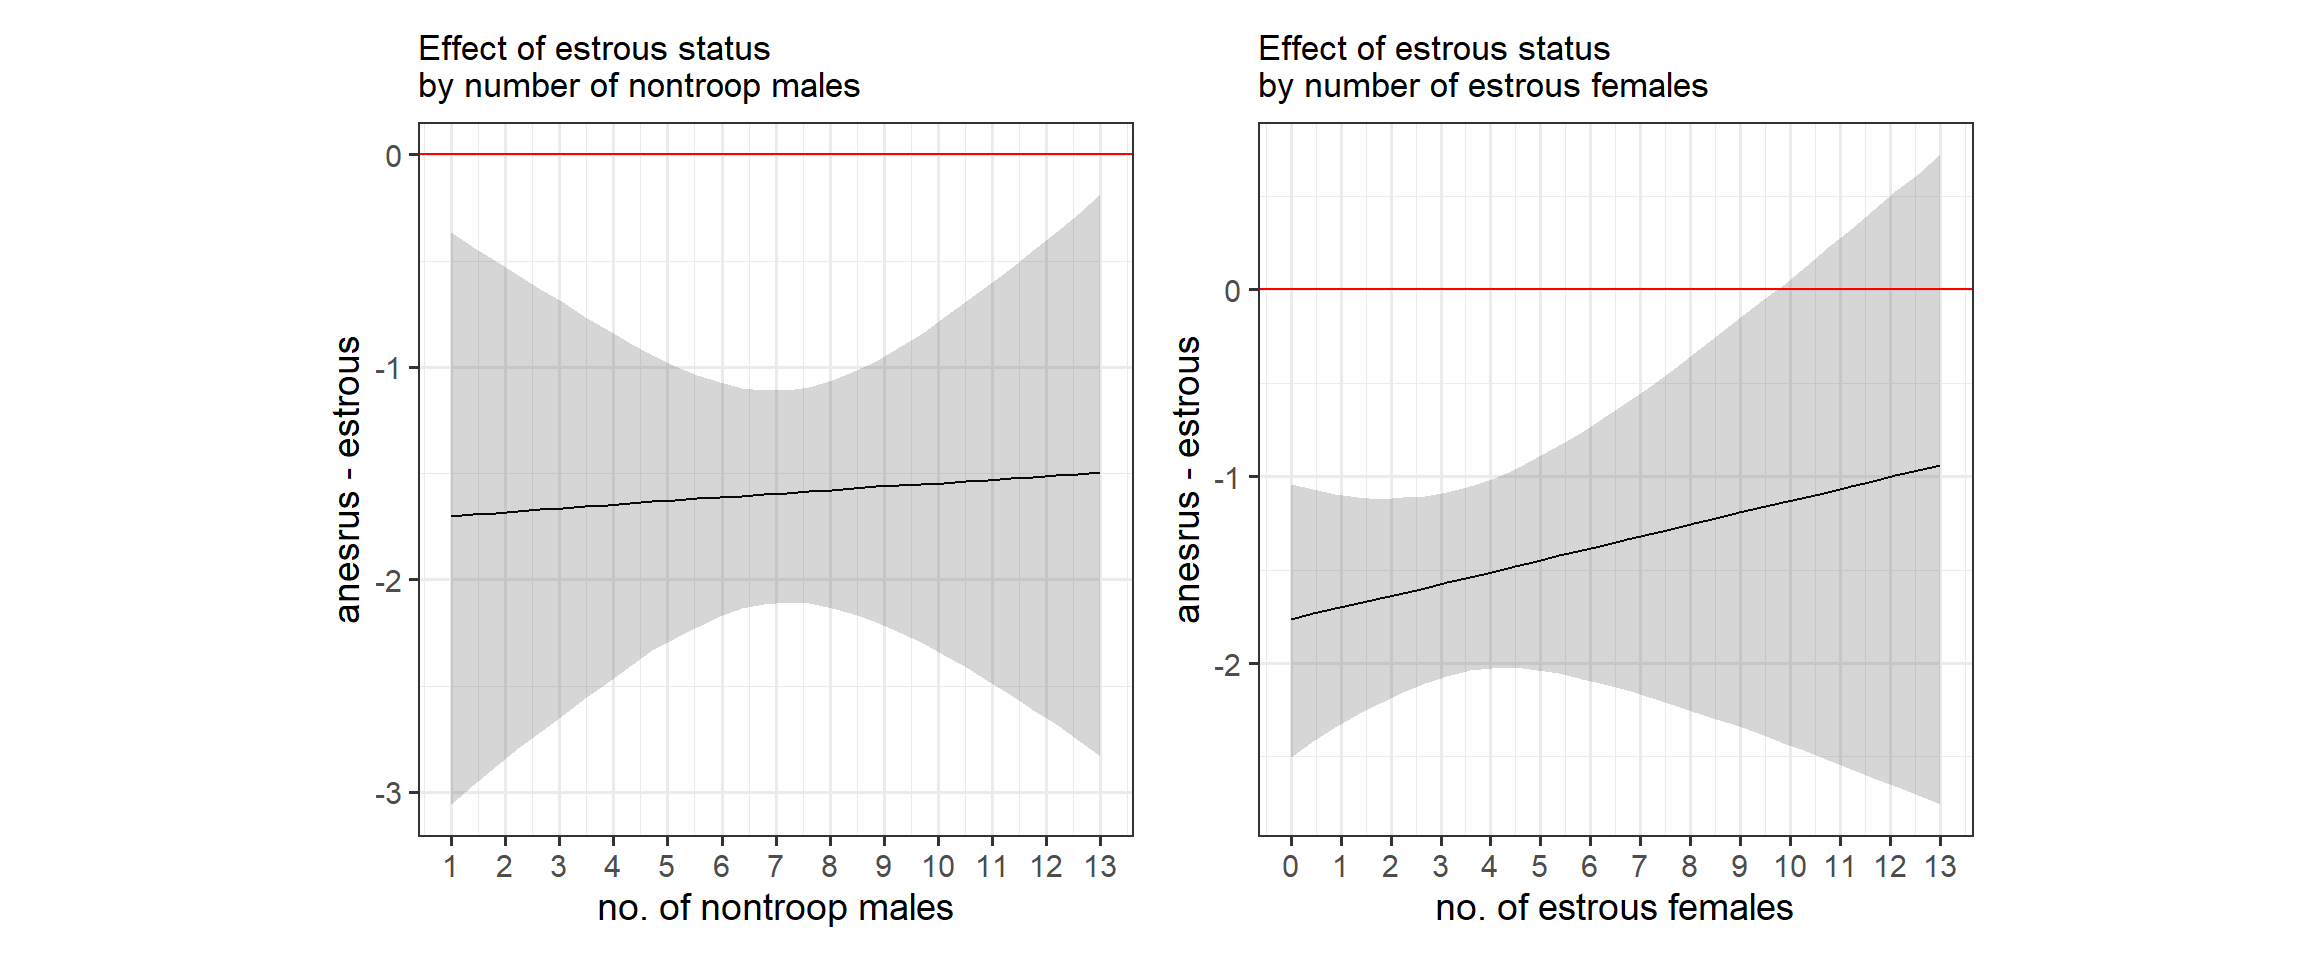 Effect of estrous status
by number of nontroop males
0
-1
-2
-3
anesrus - estrous
1 2 3 4 5 6 7 8 9 10 11 12 13
no. of nontroop males
Effect of estrous status
by number of estrous females
0
-1
-2
anesrus - estrous
0 1 2 3 4 5 6 7 8 9 10 11 12 13
no. of estrous females